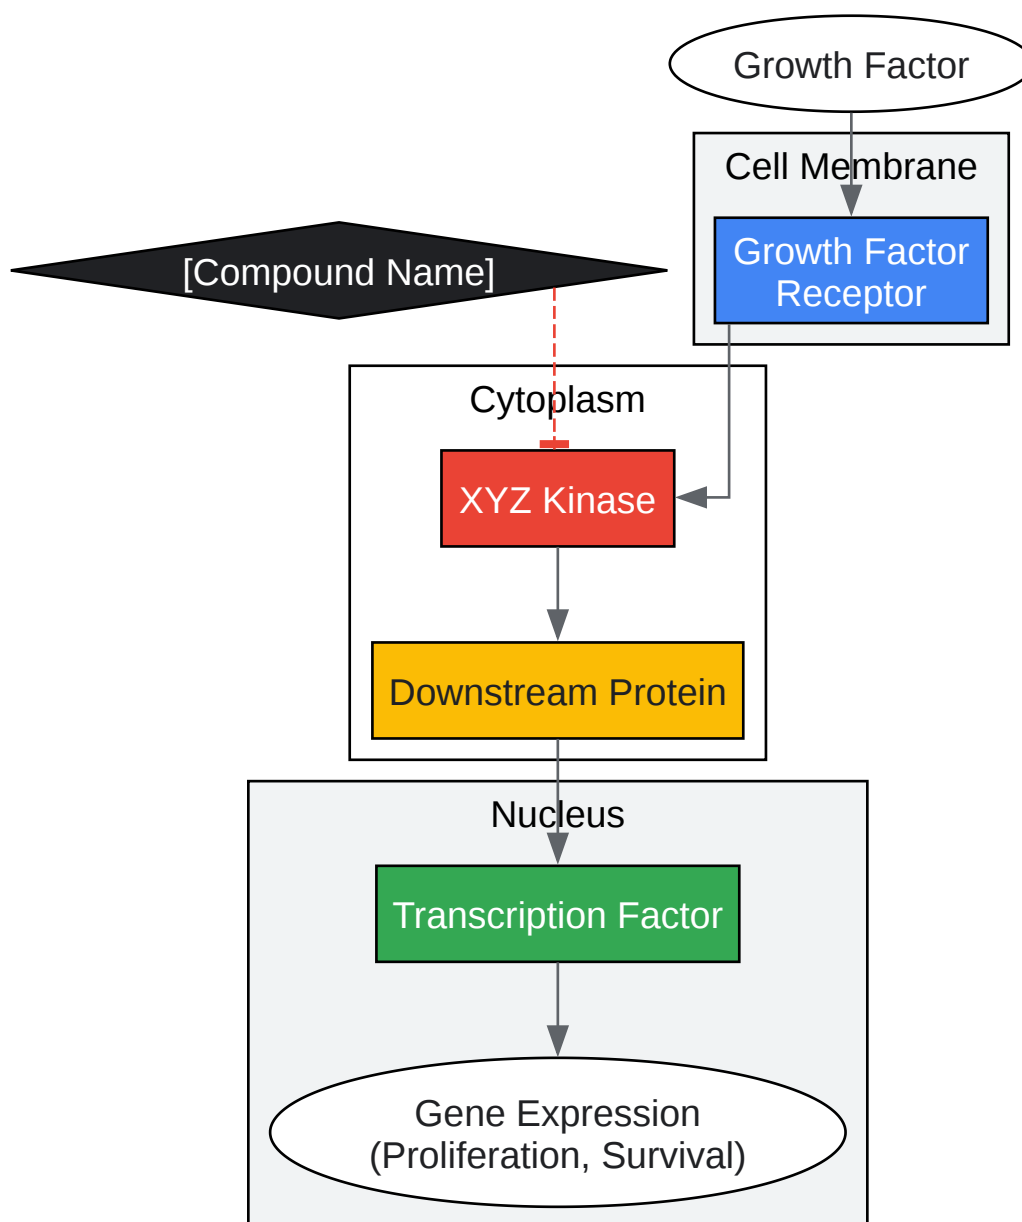 Growth Factor
Cell Membrane
Growth Factor
Receptor
[Compound Name]
Cytoplasm
XYZ Kinase
Downstream Protein
Nucleus
Transcription Factor
Gene Expression
(Proliferation, Survival)